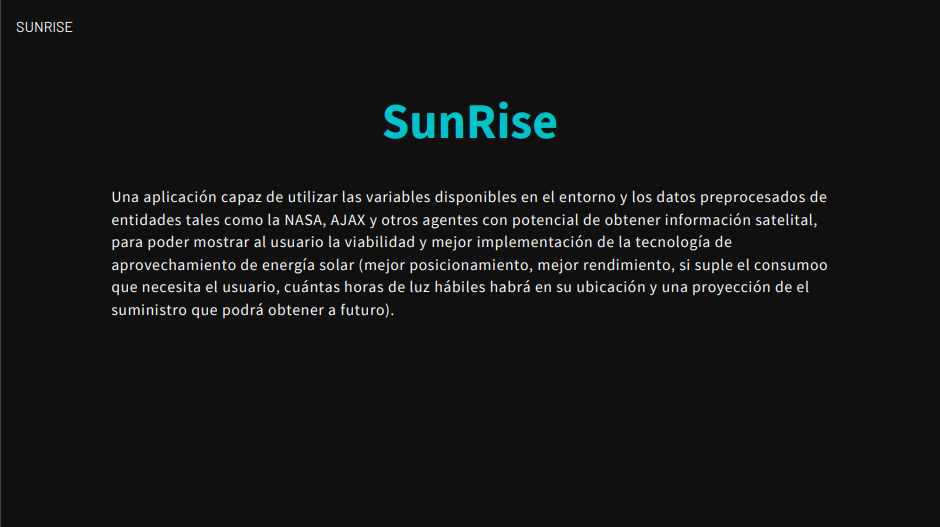 SUNRISE
SunRise
Una aplicación capaz de utilizar las variables disponibles en el entorno y los datos preprocesados de
entidades tales como la NASA, AJAX y otros agentes con potencial de obtener información satelital,
para poder mostrar al usuario la viabilidad y mejor implementación de la tecnología de
aprovechamiento de energía solar (mejor posicionamiento, mejor rendimiento, si suple el consumoo
que necesita el usuario, cuántas horas de luz hábiles habrá en su ubicación y una proyección de el
suministro que podrá obtener a futuro).